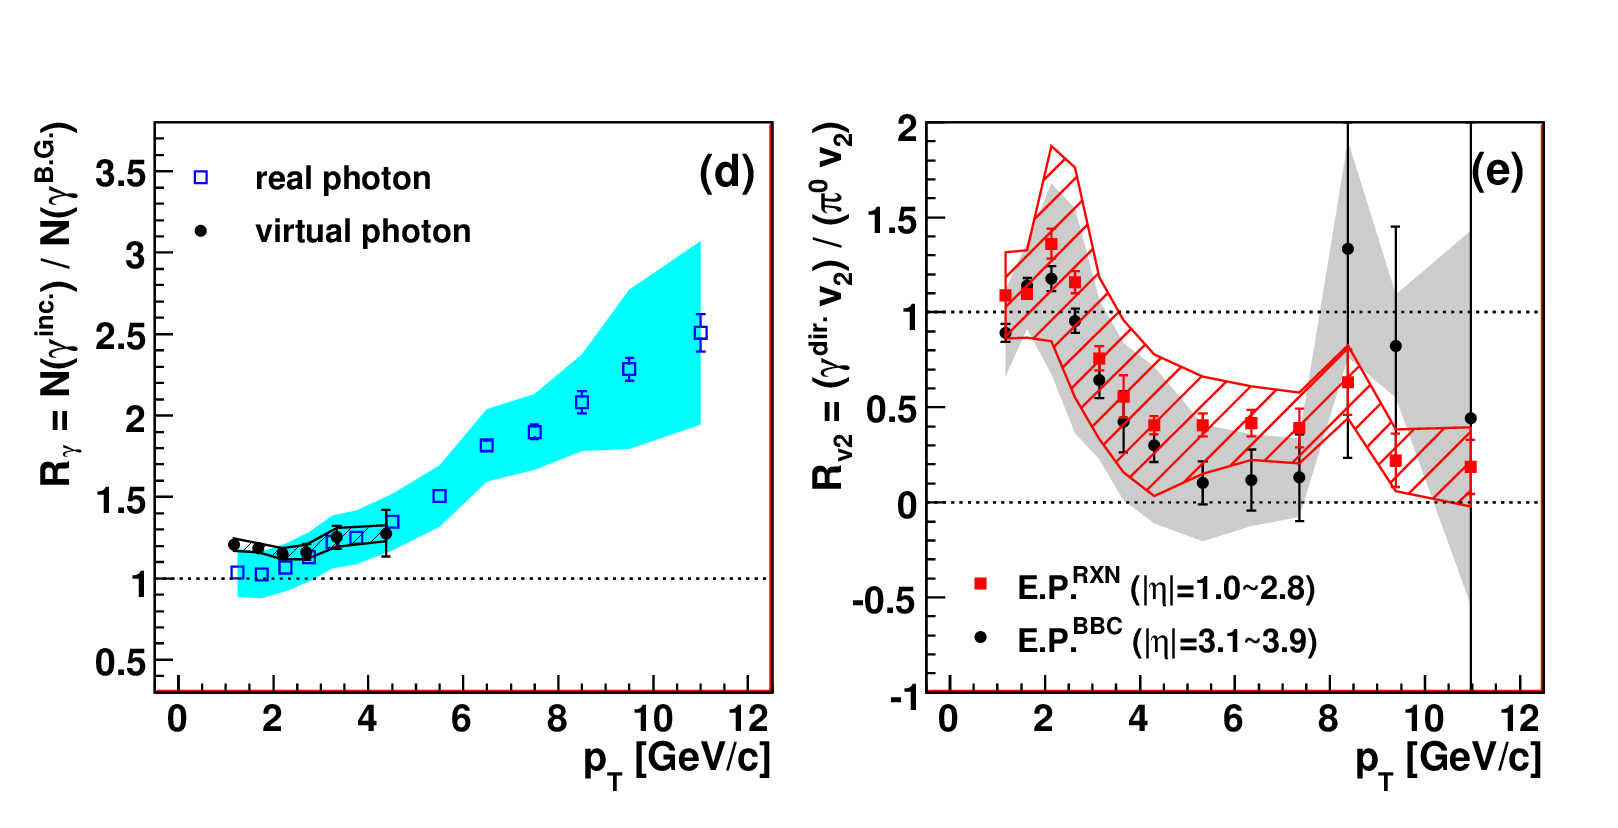 R_γ = N(γ^inc.) / N(γ^B.G.)
3.5
3
2.5
2
1.5
1
0.5
real photon
virtual photon
(d)
0 2 4 6 8 10 12
p_T [GeV/c]
R_v2 = (γ^dir. v_2) / (π^0 v_2)
2
1.5
1
0.5
0
-0.5
-1
(e)
E.P.^RXN (|η|=1.0~2.8)
E.P.^BBC (|η|=3.1~3.9)
0 2 4 6 8 10 12
p_T [GeV/c]